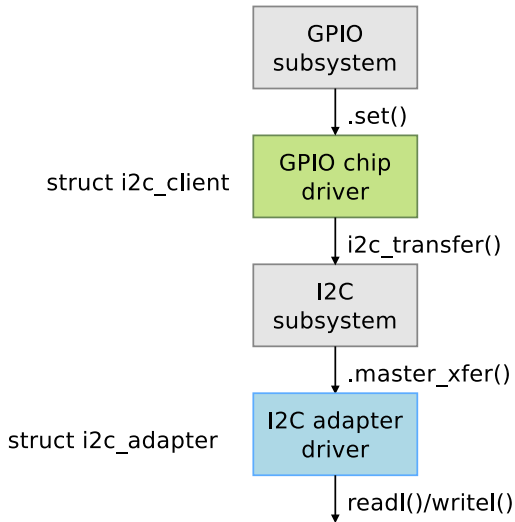 GPIO
subsystem
.set()
struct i2c_client
GPIO chip
driver
i2c_transfer()
I2C
subsystem
.master_xfer()
struct i2c_adapter
I2C adapter
driver
readl()/writel()